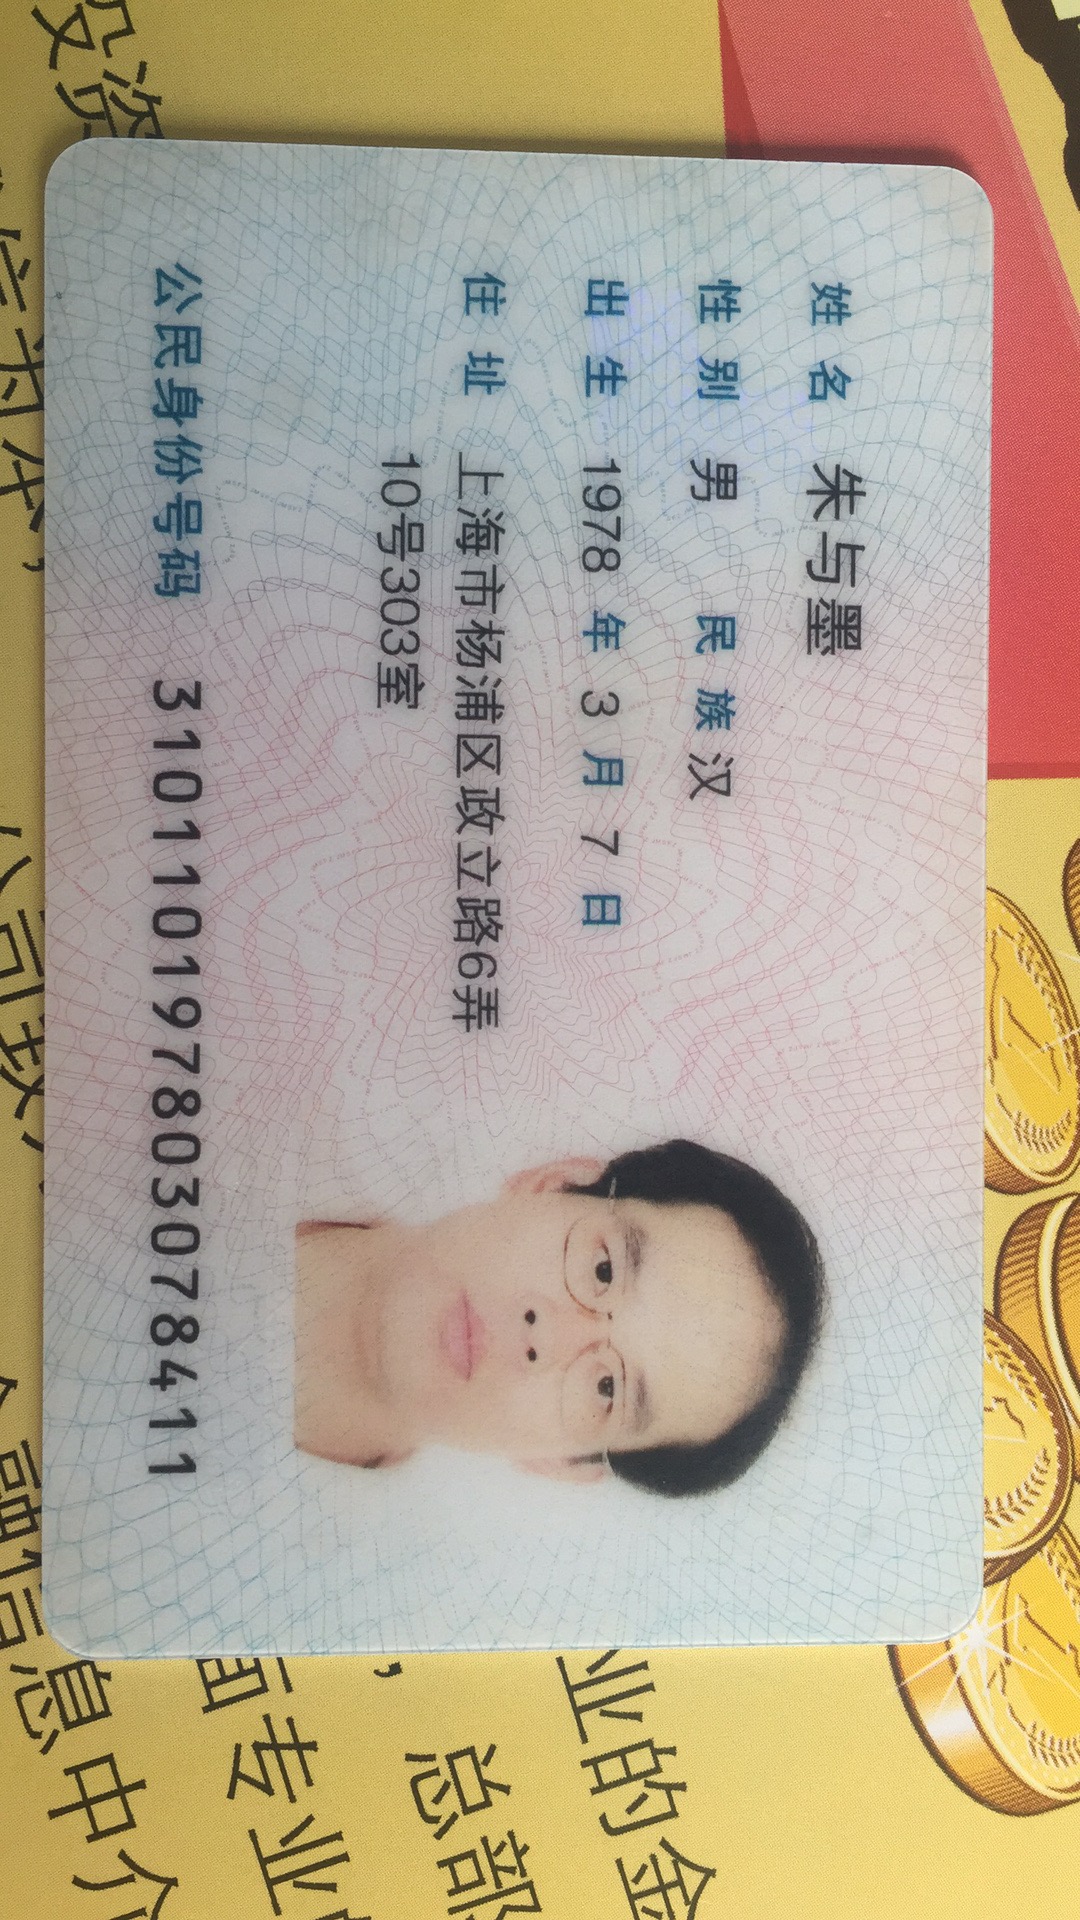 姓名 朱与墨
性别 男 民族 汉
出生 1978 年 3 月 7 日
住址 上海市杨浦区政立路6弄
10号303室
公民身份号码 310110197803078411
业的金
，总部
专业
息中介